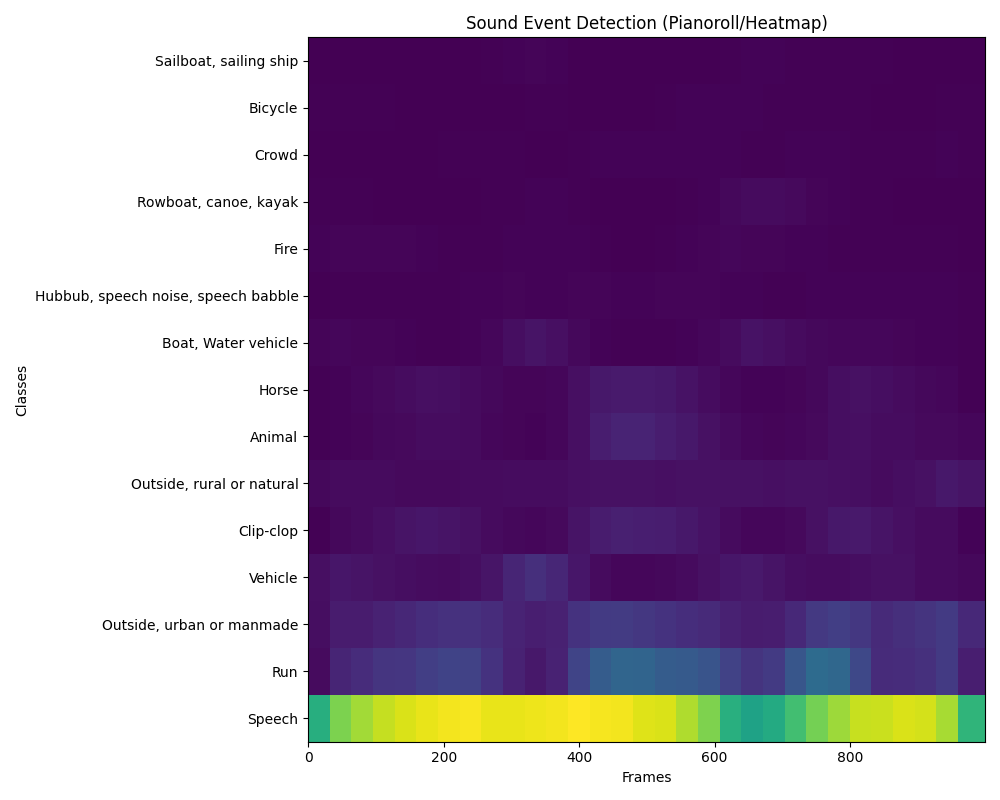 Sound Event Detection (Pianoroll/Heatmap)
Sailboat, sailing ship
Bicycle
Crowd
Rowboat, canoe, kayak
Fire
Hubbub, speech noise, speech babble
Boat, Water vehicle
Horse
Animal
Outside, rural or natural
Clip-clop
Vehicle
Outside, urban or manmade
Run
Speech
Classes
0 200 400 600 800
Frames